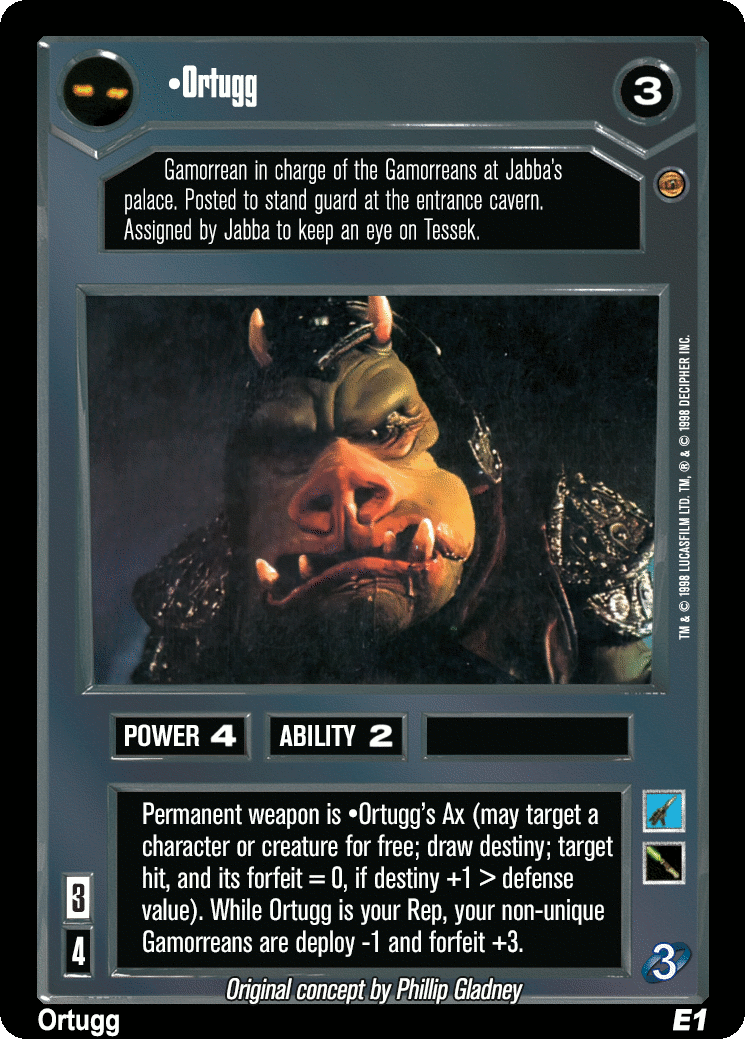 •Ortugg
3
Gamorrean in charge of the Gamorreans at Jabba's
palace. Posted to stand guard at the entrance cavern.
Assigned by Jabba to keep an eye on Tessek.
TM & © 1998 LUCASFILM LTD. TM, ® & © 1998 DECIPHER INC.
POWER 4
ABILITY 2
Permanent weapon is •Ortugg's Ax (may target a
character or creature for free; draw destiny; target
hit, and its forfeit = 0, if destiny +1 > defense
value). While Ortugg is your Rep, your non-unique
Gamorreans are deploy -1 and forfeit +3.
3
4
3
Original concept by Phillip Gladney
Ortugg
E1